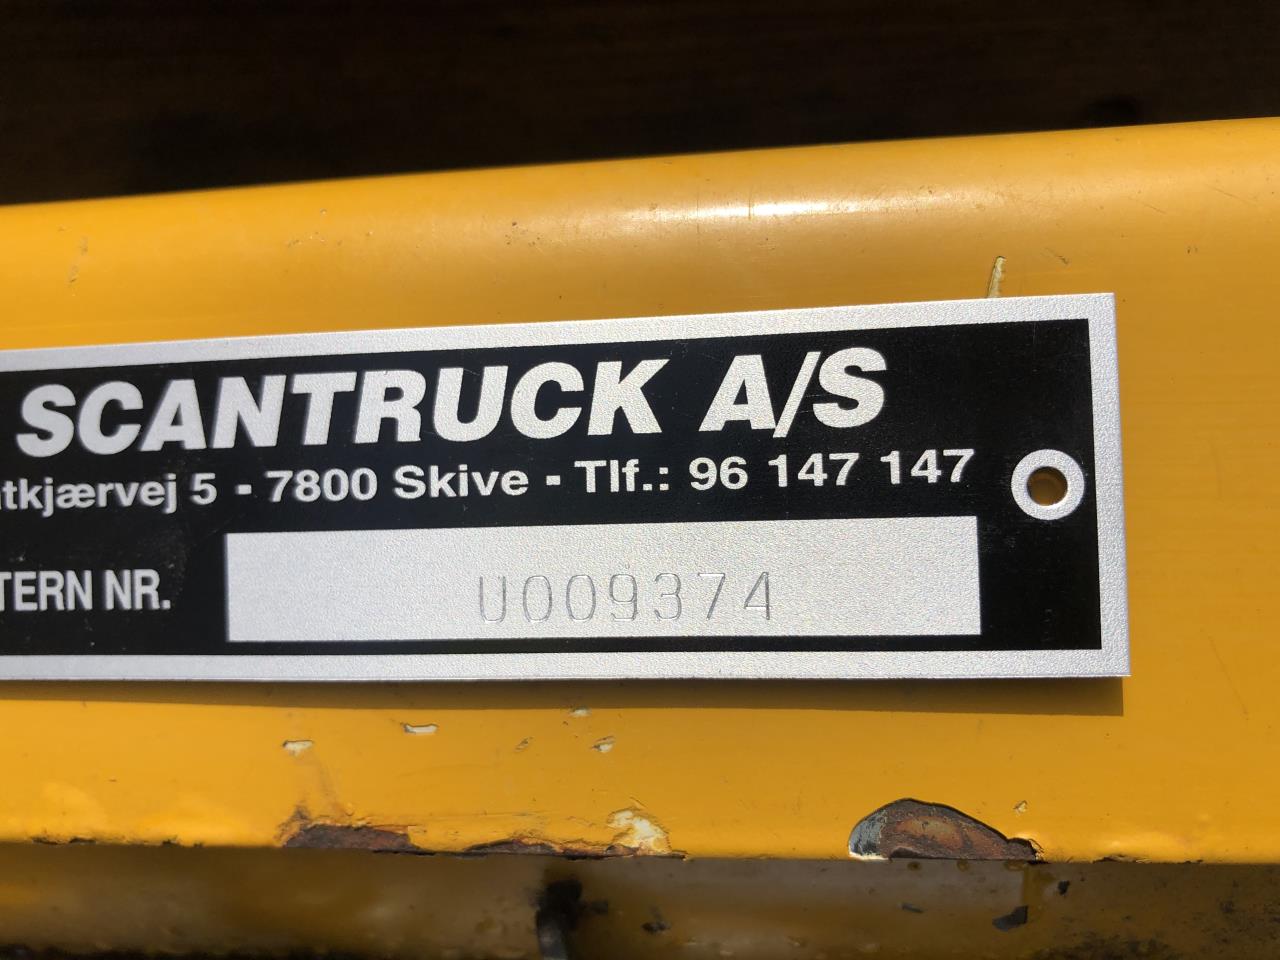 SCANTRUCK A/S
tkjærvej 5 - 7800 Skive - Tlf.: 96 147 147
TERN NR.
U009374